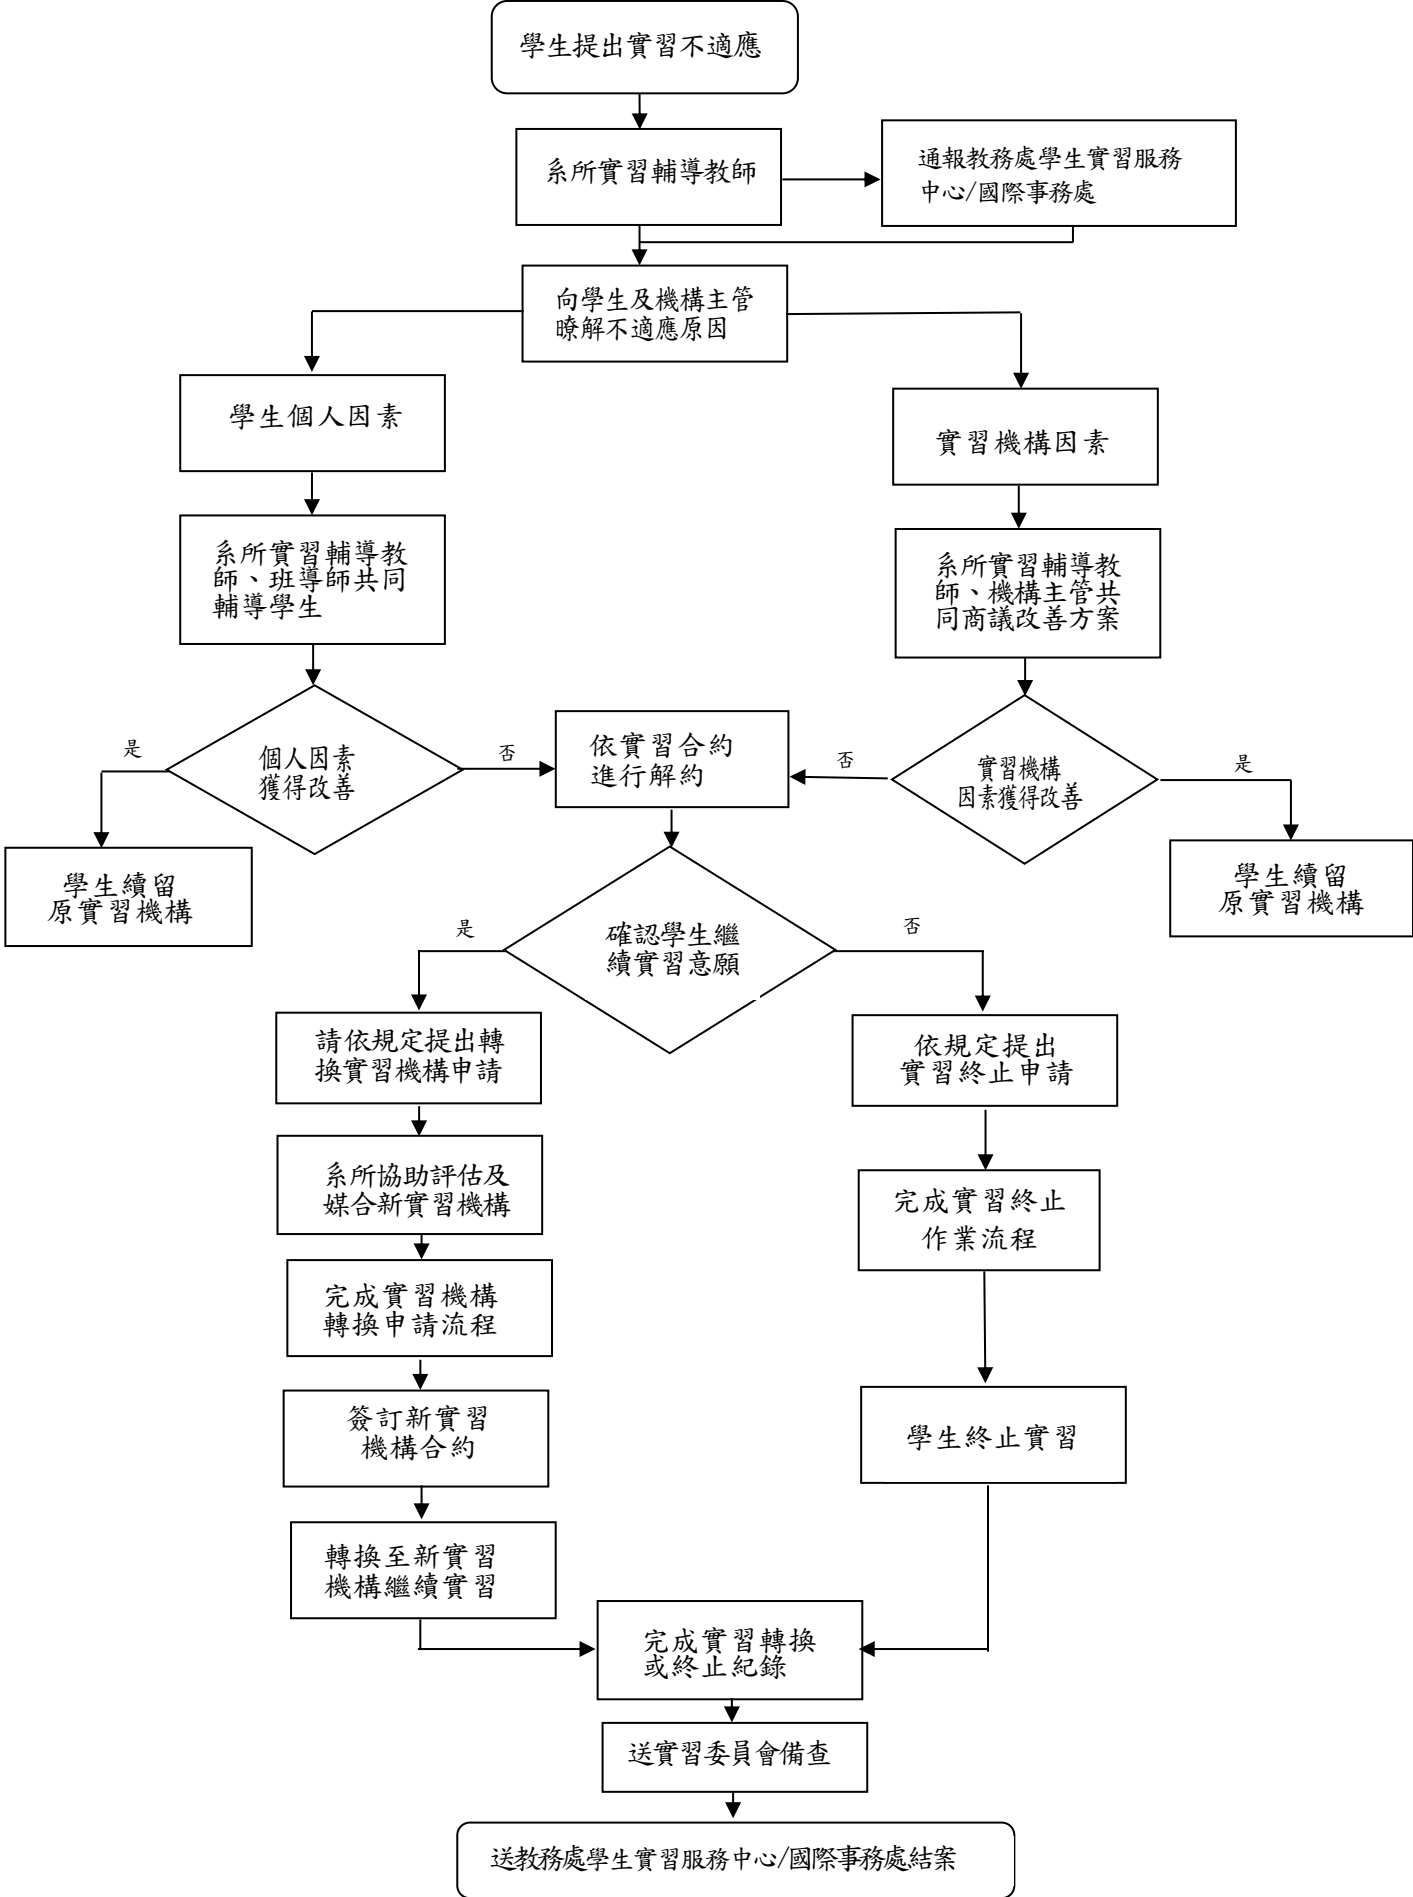 學生提出實習不適應
系所實習輔導教師
通報教務處學生實習服務
中心/國際事務處
向學生及機構主管
瞭解不適應原因
學生個人因素
實習機構因素
系所實習輔導教
師、班導師共同
輔導學生
系所實習輔導教
師、機構主管共
同商議改善方案
是
個人因素
獲得改善
否
依實習合約
進行解約
否
實習機構
因素獲得改善
是
學生續留
原實習機構
學生續留
原實習機構
是
確認學生繼
續實習意願
否
請依規定提出轉
換實習機構申請
依規定提出
實習終止申請
系所協助評估及
媒合新實習機構
完成實習終止
作業流程
完成實習機構
轉換申請流程
簽訂新實習
機構合約
學生終止實習
轉換至新實習
機構繼續實習
完成實習轉換
或終止紀錄
送實習委員會備查
送教務處學生實習服務中心/國際事務處結案